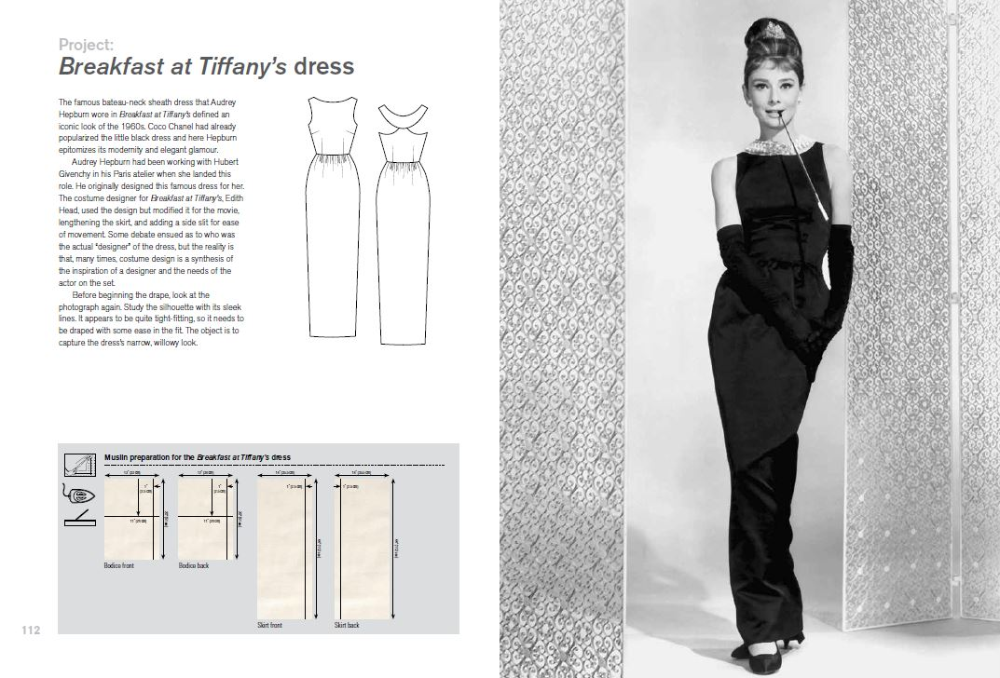 Project:
Breakfast at Tiffany's dress
The famous bateau-neck sheath dress that Audrey
Hepburn wore in Breakfast at Tiffany's defined an
iconic look of the 1960s. Coco Chanel had already
popularized the little black dress and here Hepburn
epitomizes its modernity and elegant glamour.
Audrey Hepburn had been working with Hubert
Givenchy in his Paris atelier when she landed this
role. He originally designed this famous dress for her.
The costume designer for Breakfast at Tiffany's, Edith
Head, used the design but modified it for the movie,
lengthening the skirt, and adding a side slit for ease
of movement. Some debate ensued as to who was
the actual "designer" of the dress, but the reality is
that, many times, costume design is a synthesis of
the inspiration of a designer and the needs of the
actor on the set.
Before beginning the drape, look at the
photograph again. Study the silhouette with its sleek
lines. It appears to be quite tight-fitting, so it needs to
be draped with some ease in the fit. The object is to
capture the dress's narrow, willowy look.
Muslin preparation for the Breakfast at Tiffany's dress
1" (2.5 cm)
1" (2.5 cm)
Bodice front
Bodice back
Skirt front
Skirt back
112